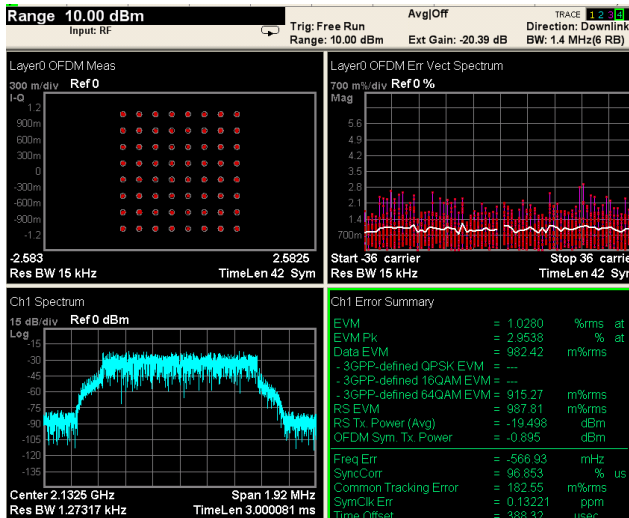 Range 10.00 dBm
Input: RF
Trig: Free Run
Range: 10.00 dBm
Avg|Off
Ext Gain: -20.39 dB
TRACE 1 2 3 4
Direction: Downlink
BW: 1.4 MHz(6 RB)
Layer0 OFDM Meas
300 m/div Ref 0
I-Q
1.2
900m
600m
300m
0
-300m
-600m
-900m
-1.2
-2.583 2.5825
Res BW 15 kHz TimeLen 42 Sym
Layer0 OFDM Err Vect Spectrum
700 m%/div Ref 0 %
Mag
5.6
4.9
4.2
3.5
2.8
2.1
1.4
700m
Start -36 carrier Stop 36 carrie
Res BW 15 kHz TimeLen 42 Sym
Ch1 Spectrum
15 dB/div Ref 0 dBm
Log
-15
-30
-45
-60
-75
-90
-105
-120
-135
Center 2.1325 GHz Span 1.92 MHz
Res BW 1.27317 kHz TimeLen 3.000081 ms
Ch1 Error Summary
EVM = 1.0280 %rms at
EVM Pk = 2.9538 % at
Data EVM = 982.42 m%rms
- 3GPP-defined QPSK EVM = ---
- 3GPP-defined 16QAM EVM = ---
- 3GPP-defined 64QAM EVM = 915.27 m%rms
RS EVM = 987.81 m%rms
RS Tx. Power (Avg) = -19.498 dBm
OFDM Sym. Tx. Power = -0.895 dBm
Freq Err = -566.93 mHz
SyncCorr = 96.853 % us
Common Tracking Error = 182.55 m%rms
SymClk Err = 0.13221 ppm
Time Offset = 388.32 usec